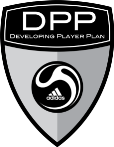 DPP
DEVELOPING PLAYER PLAN
adidas